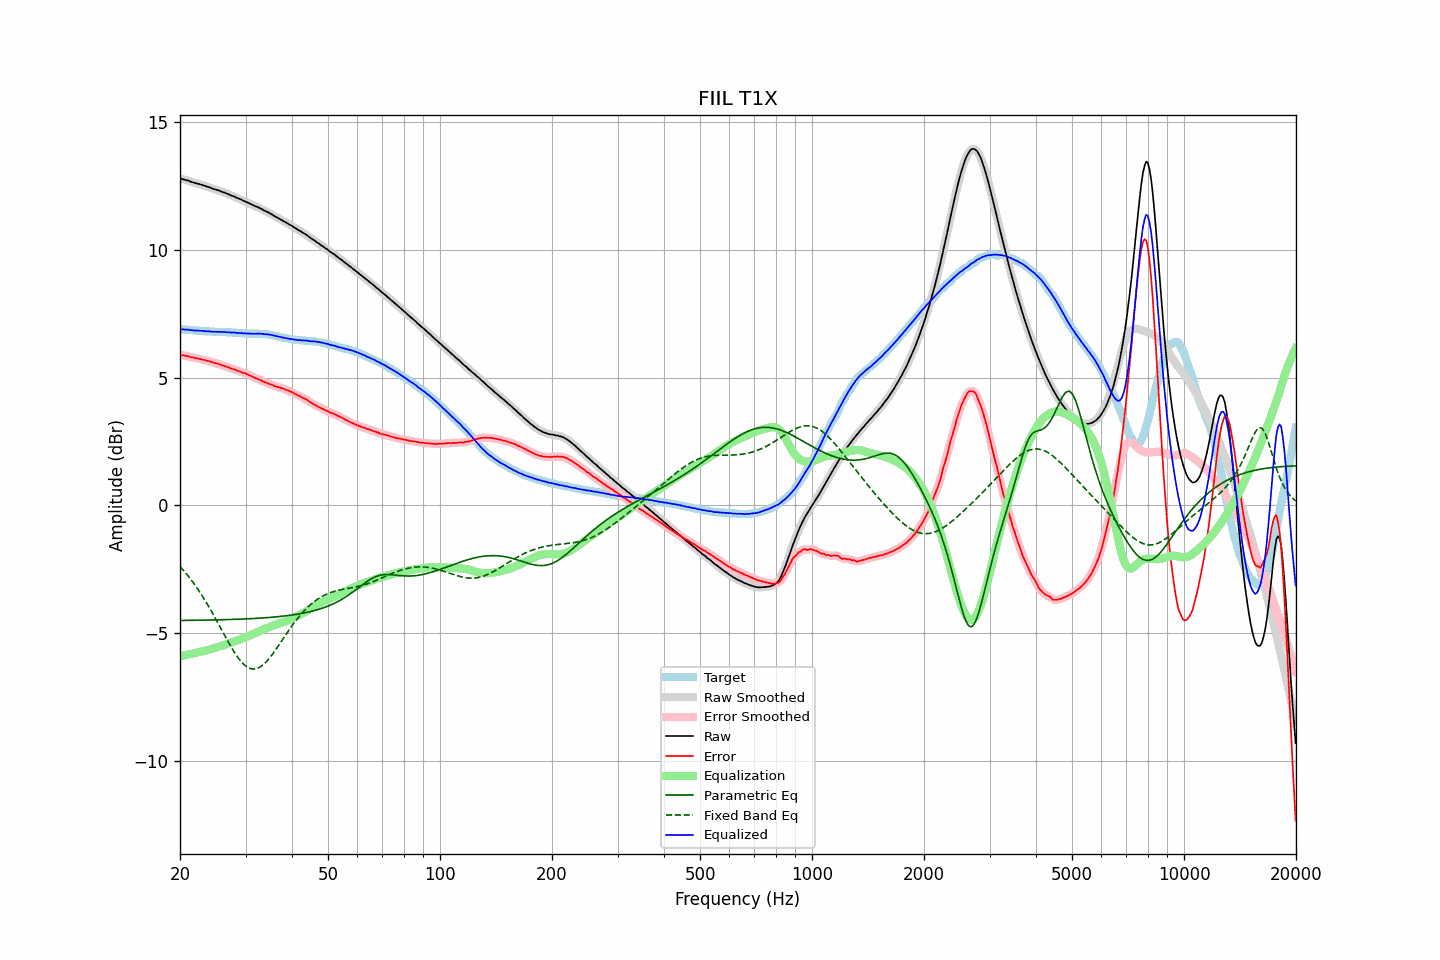 FIIL T1X
Amplitude (dBr)
15
10
5
0
−5
−10
20
50
100
200
500
1000
2000
5000
10000
20000
Frequency (Hz)
Target
Raw Smoothed
Error Smoothed
Raw
Error
Equalization
Parametric Eq
Fixed Band Eq
Equalized